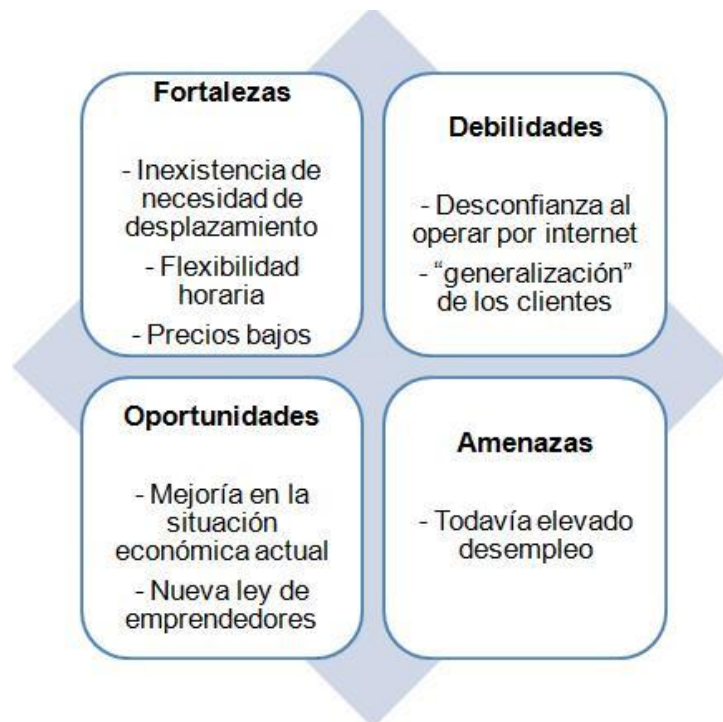 Fortalezas
- Inexistencia de
necesidad de
desplazamiento
- Flexibilidad
horaria
- Precios bajos
Debilidades
- Desconfianza al
operar por internet
- “generalización”
de los clientes
Oportunidades
- Mejoría en la
situación
económica actual
- Nueva ley de
emprendedores
Amenazas
- Todavía elevado
desempleo